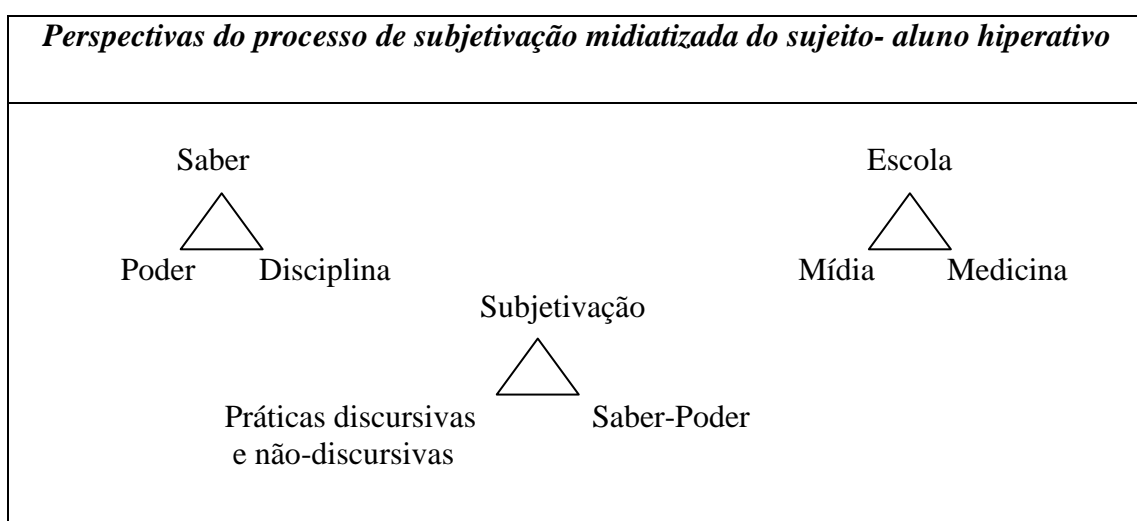 Perspectivas do processo de subjetivação midiatizada do sujeito- aluno hiperativo
Saber
Escola
Poder
Disciplina
Mídia
Medicina
Subjetivação
Práticas discursivas
e não-discursivas
Saber-Poder